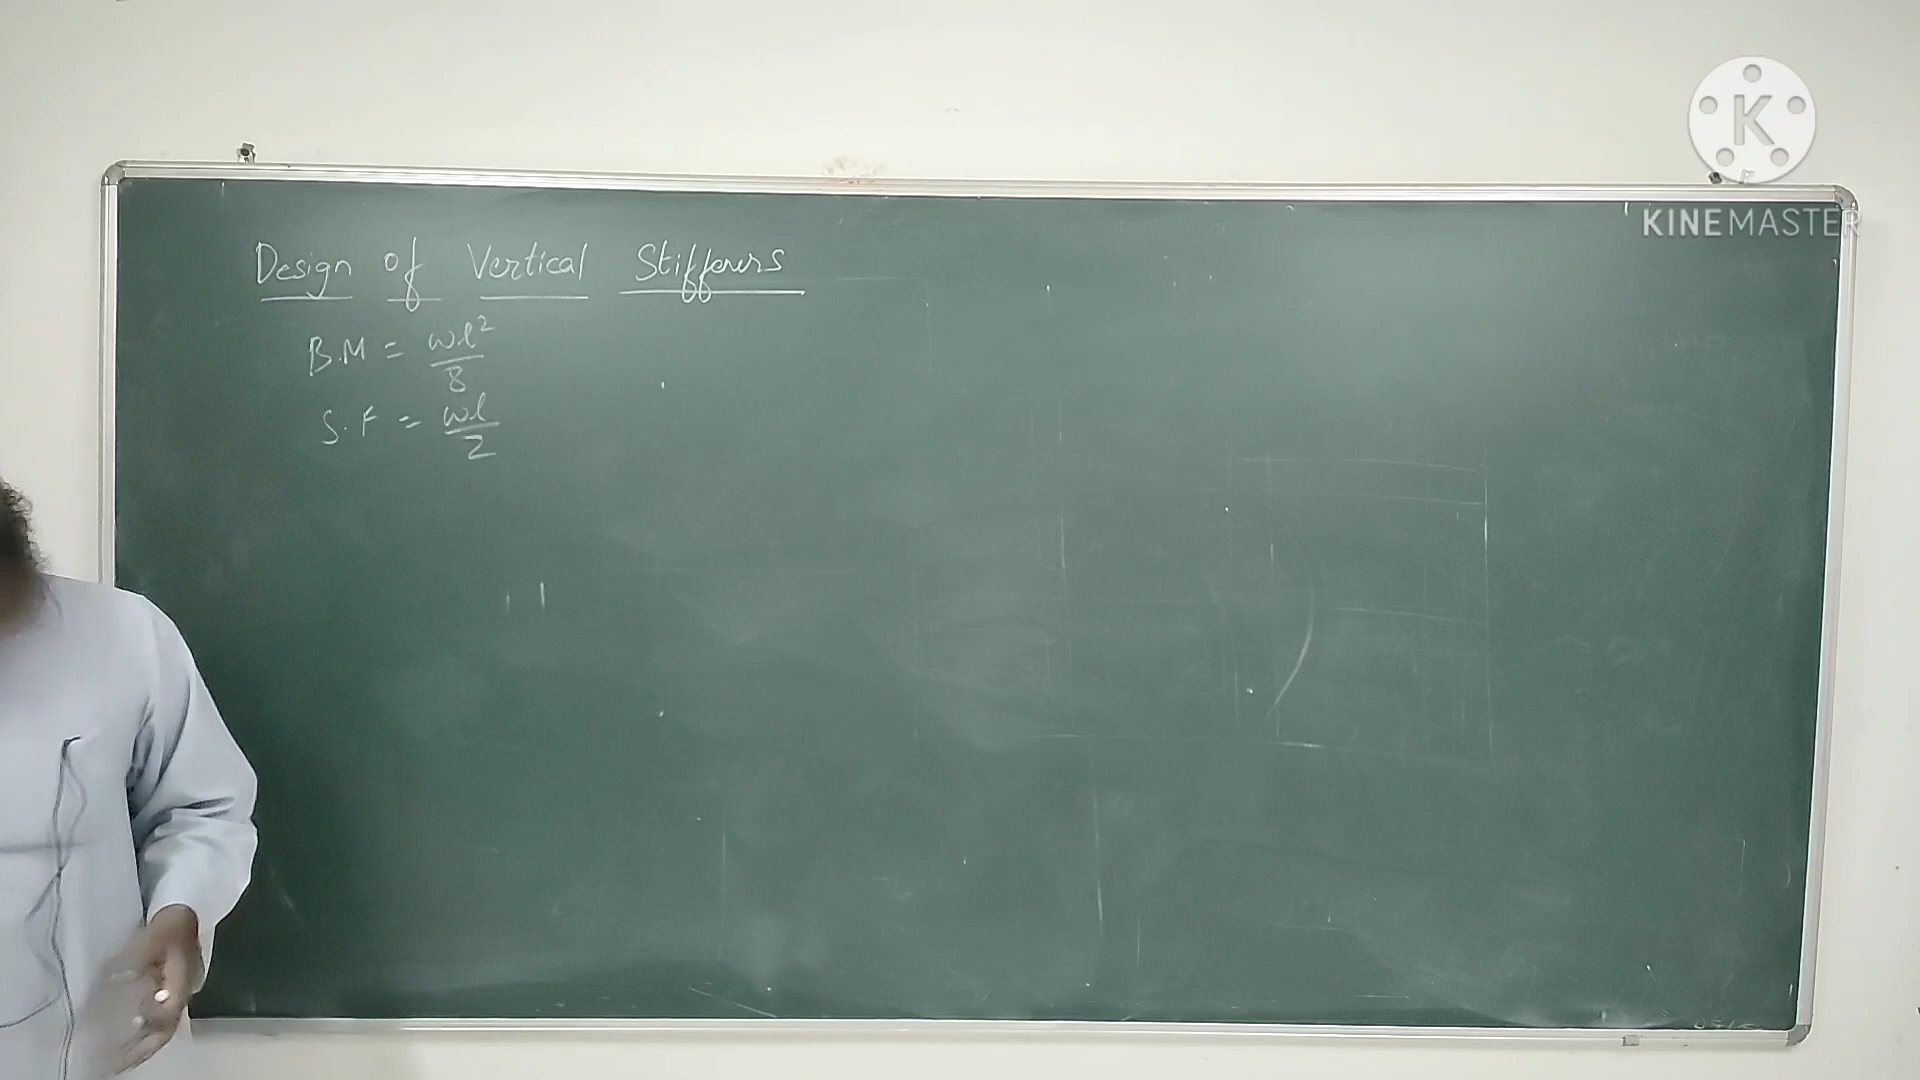 Design of Vertical Stiffeners
B.M = wl²/8
S.F = wl/2
K
KINEMASTER